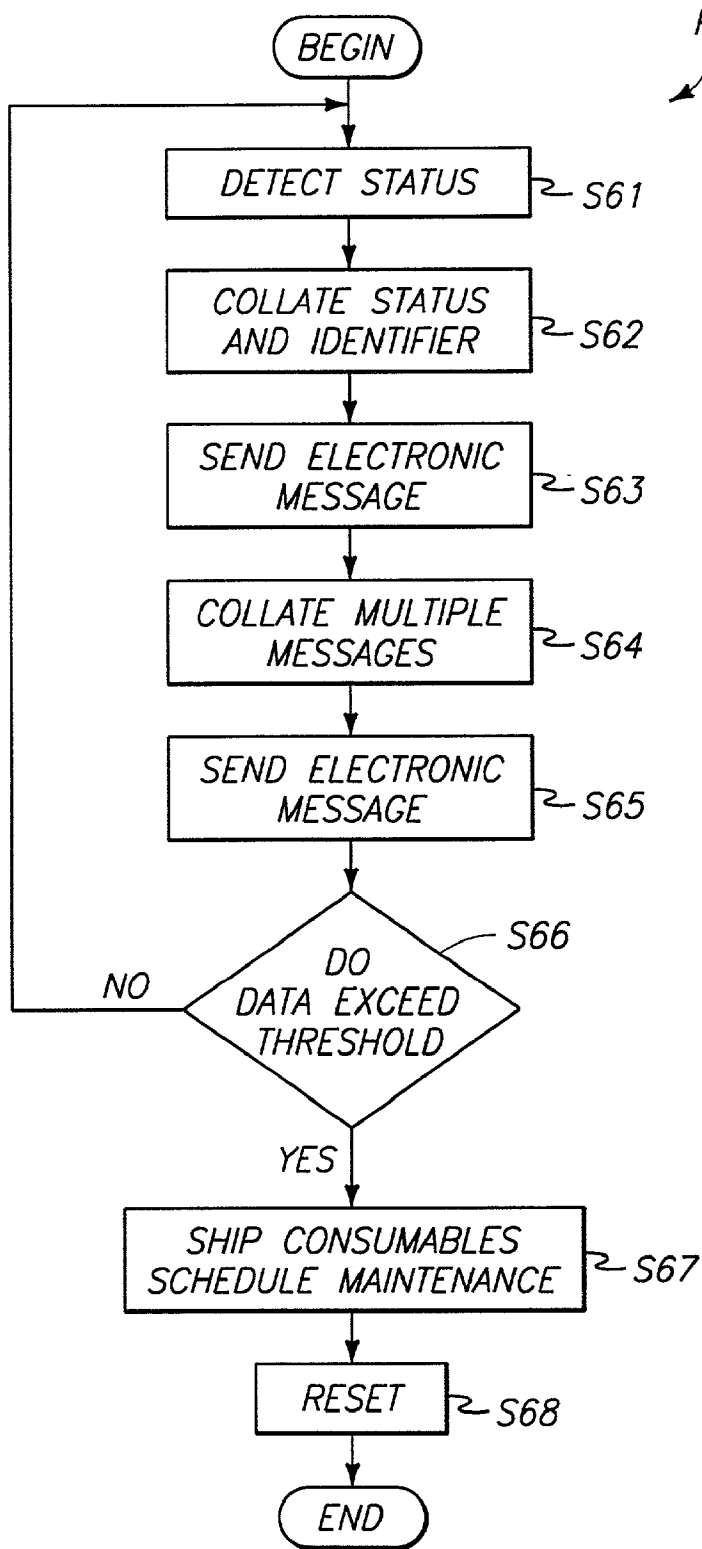 BEGIN
DETECT STATUS
S61
COLLATE STATUS
AND IDENTIFIER
S62
SEND ELECTRONIC
MESSAGE
S63
COLLATE MULTIPLE
MESSAGES
S64
SEND ELECTRONIC
MESSAGE
S65
S66
DO
DATA EXCEED
THRESHOLD
NO
YES
SHIP CONSUMABLES
SCHEDULE MAINTENANCE
S67
RESET
S68
END